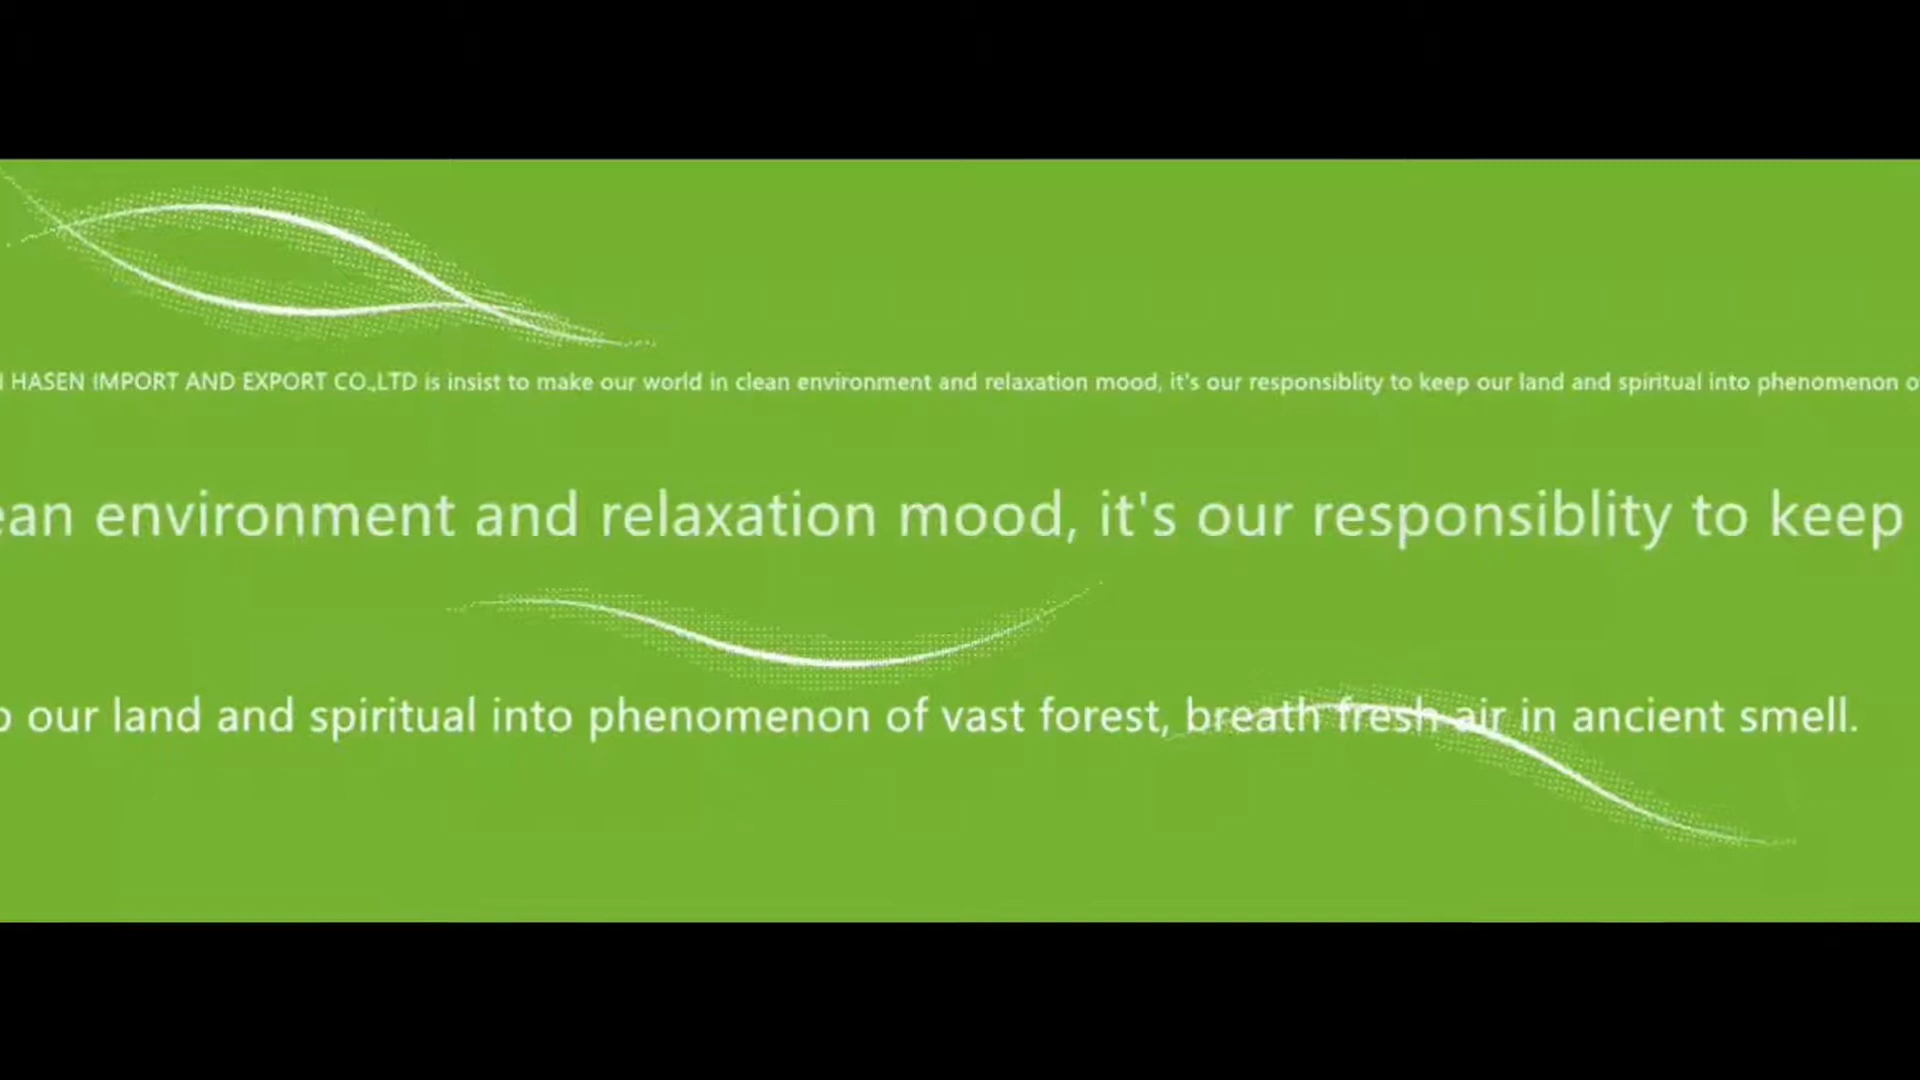 HASEN IMPORT AND EXPORT CO.,LTD is insist to make our world in clean environment and relaxation mood, it's our responsiblity to keep our land and spiritual into phenomenon
environment and relaxation mood, it's our responsiblity to keep
our land and spiritual into phenomenon of vast forest, breath fresh air in ancient smell.